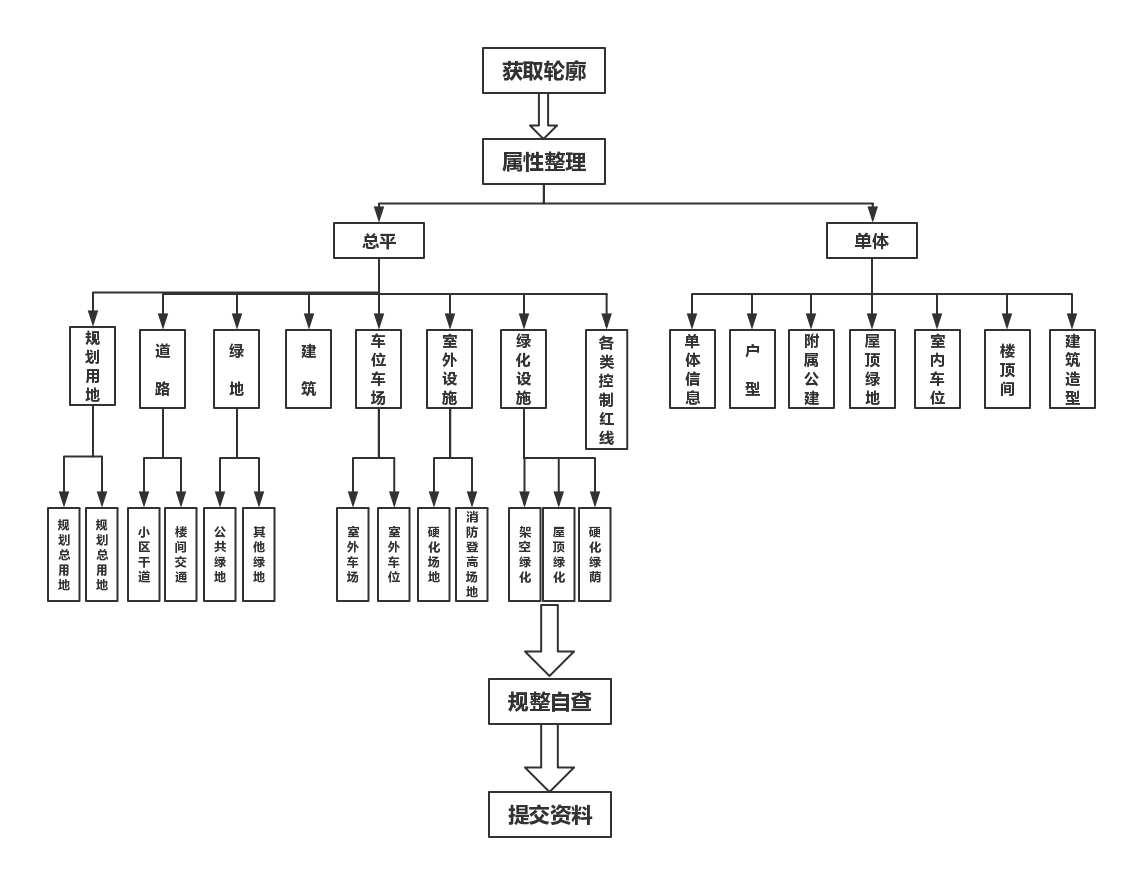 获取轮廓
属性整理
总平
单体
规划用地
道路
绿地
建筑
车位车场
室外设施
绿化设施
各类控制红线
单体信息
户型
附属公建
屋顶绿地
室内车位
楼顶间
建筑造型
规划总用地
规划总用地
小区干道
楼间交通
公共绿地
其他绿地
室外车场
室外车位
硬化场地
消防登高场地
架空绿化
屋顶绿化
硬化绿荫
规整自查
提交资料